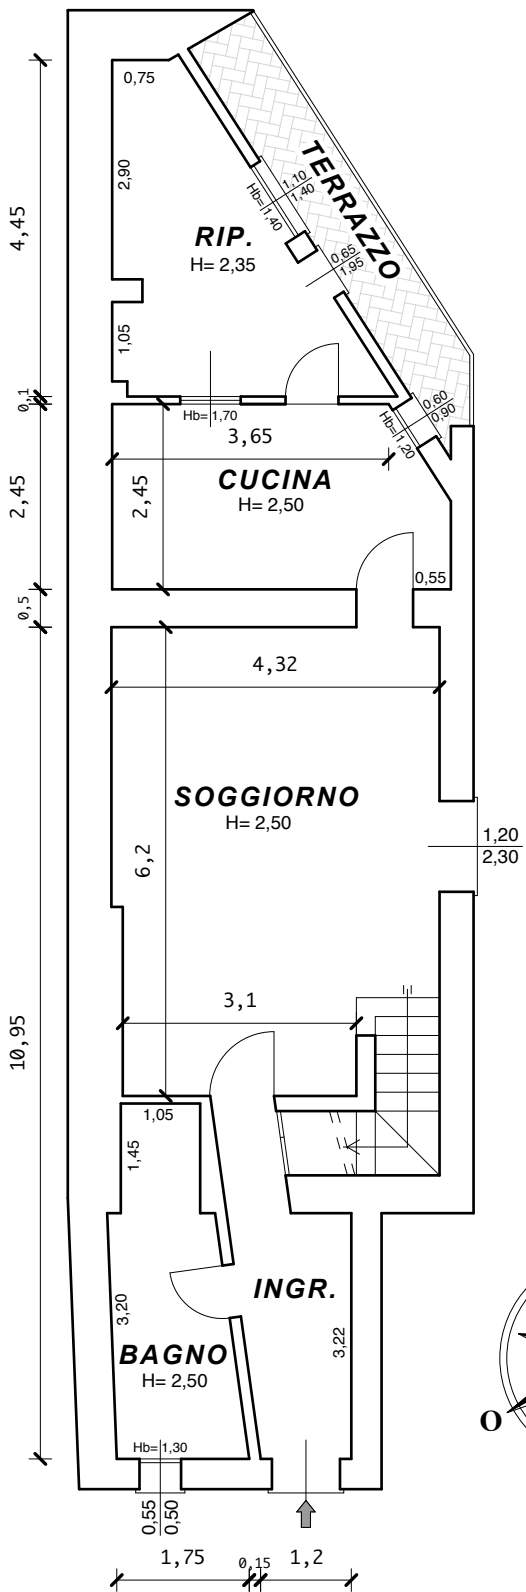 0,75
2,90
4,45
TERRAZZO
1,10
1,40
Hb= 1,40
RIP.
H= 2,35
0,65
1,95
1,05
0,1
Hb= 1,70
0,60
0,90
Hb= 1,20
3,65
CUCINA
H= 2,50
2,45
2,45
0,55
0,5
4,32
SOGGIORNO
H= 2,50
1,20
2,30
6,2
3,1
10,95
1,05
1,45
INGR.
3,20
3,22
BAGNO
H= 2,50
O
Hb= 1,30
0,55
0,50
1,75
0,15
1,2